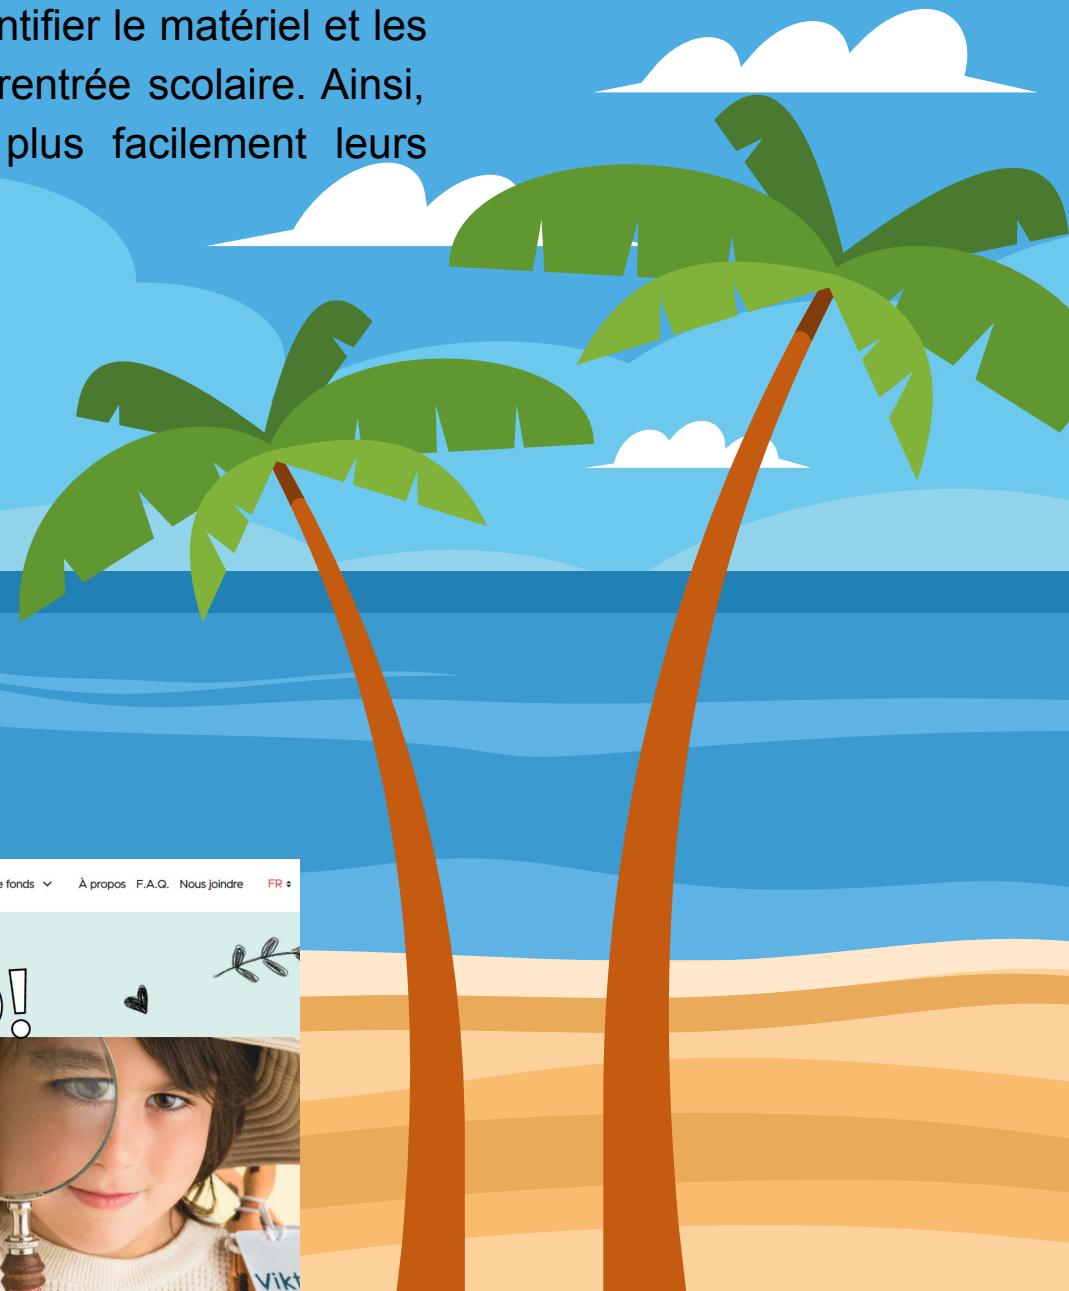 ntifier le matériel et les
rentrée scolaire. Ainsi,
plus facilement leurs
e fonds À propos F.A.Q. Nous joindre FR
!
Vikt